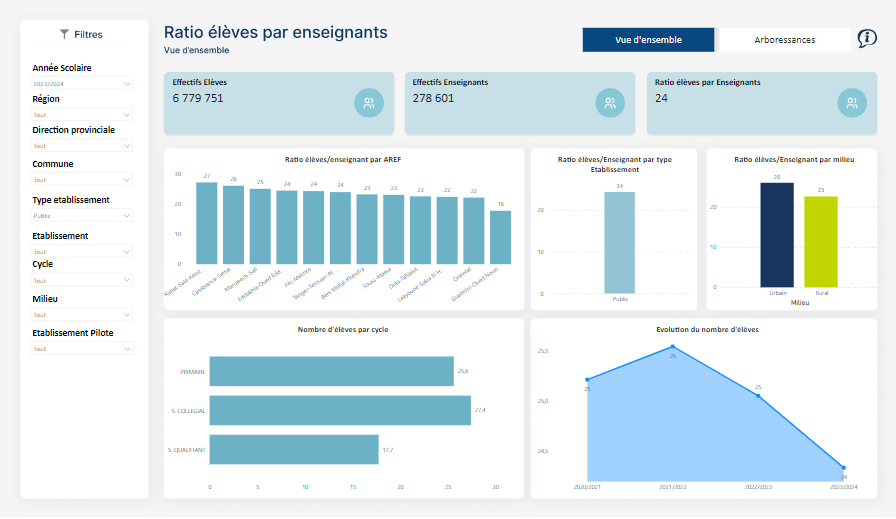 Filtres
Année Scolaire
2023/2024
Région
Tout
Direction provinciale
Tout
Commune
Tout
Type etablissement
Public
Etablissement
Tout
Cycle
Tout
Milieu
Tout
Etablissement Pilote
Tout
Ratio élèves par enseignants
Vue d'ensemble
Vue d'ensemble
Arboressances
Effectifs Elèves
6 779 751
Effectifs Enseignants
278 601
Ratio élèves par Enseignants
24
Ratio élèves/enseignant par AREF
30
20
10
0
27
26
25
24
24
24
23
23
23
22
22
18
Rabat-Salé-Kénit...
Casablanca-Settat
Marrakech-Safi
Eddakhla-Oued Edd...
Fès-Meknès
Tanger-Tetouan-Al ...
Béni Mellal-Khénifra
Souss-Massa
Drâa-Tafilalet
Laayoune-Sakia El H...
Oriental
Guelmim-Oued Noun
Ratio élèves/Enseignant par type
Etablissement
20
10
0
24
Public
Ratio élèves/Enseignant par milieu
20
10
0
26
23
Urbain
Rural
Milieu
Nombre d'élèves par cycle
PRIMAIRE
25,6
S. COLLEGIAL
27,4
S. QUALIFIANT
17,7
0
5
10
15
20
25
30
Evolution du nombre d'élèves
25,5
25,0
24,5
25
26
25
24
2020/2021
2021/2022
2022/2023
2023/2024